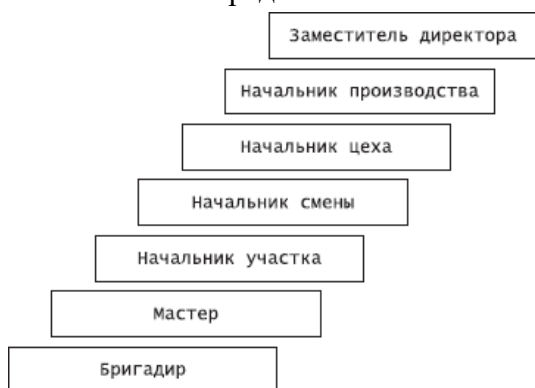 Заместитель директора
Начальник производства
Начальник цеха
Начальник смены
Начальник участка
Мастер
Бригадир